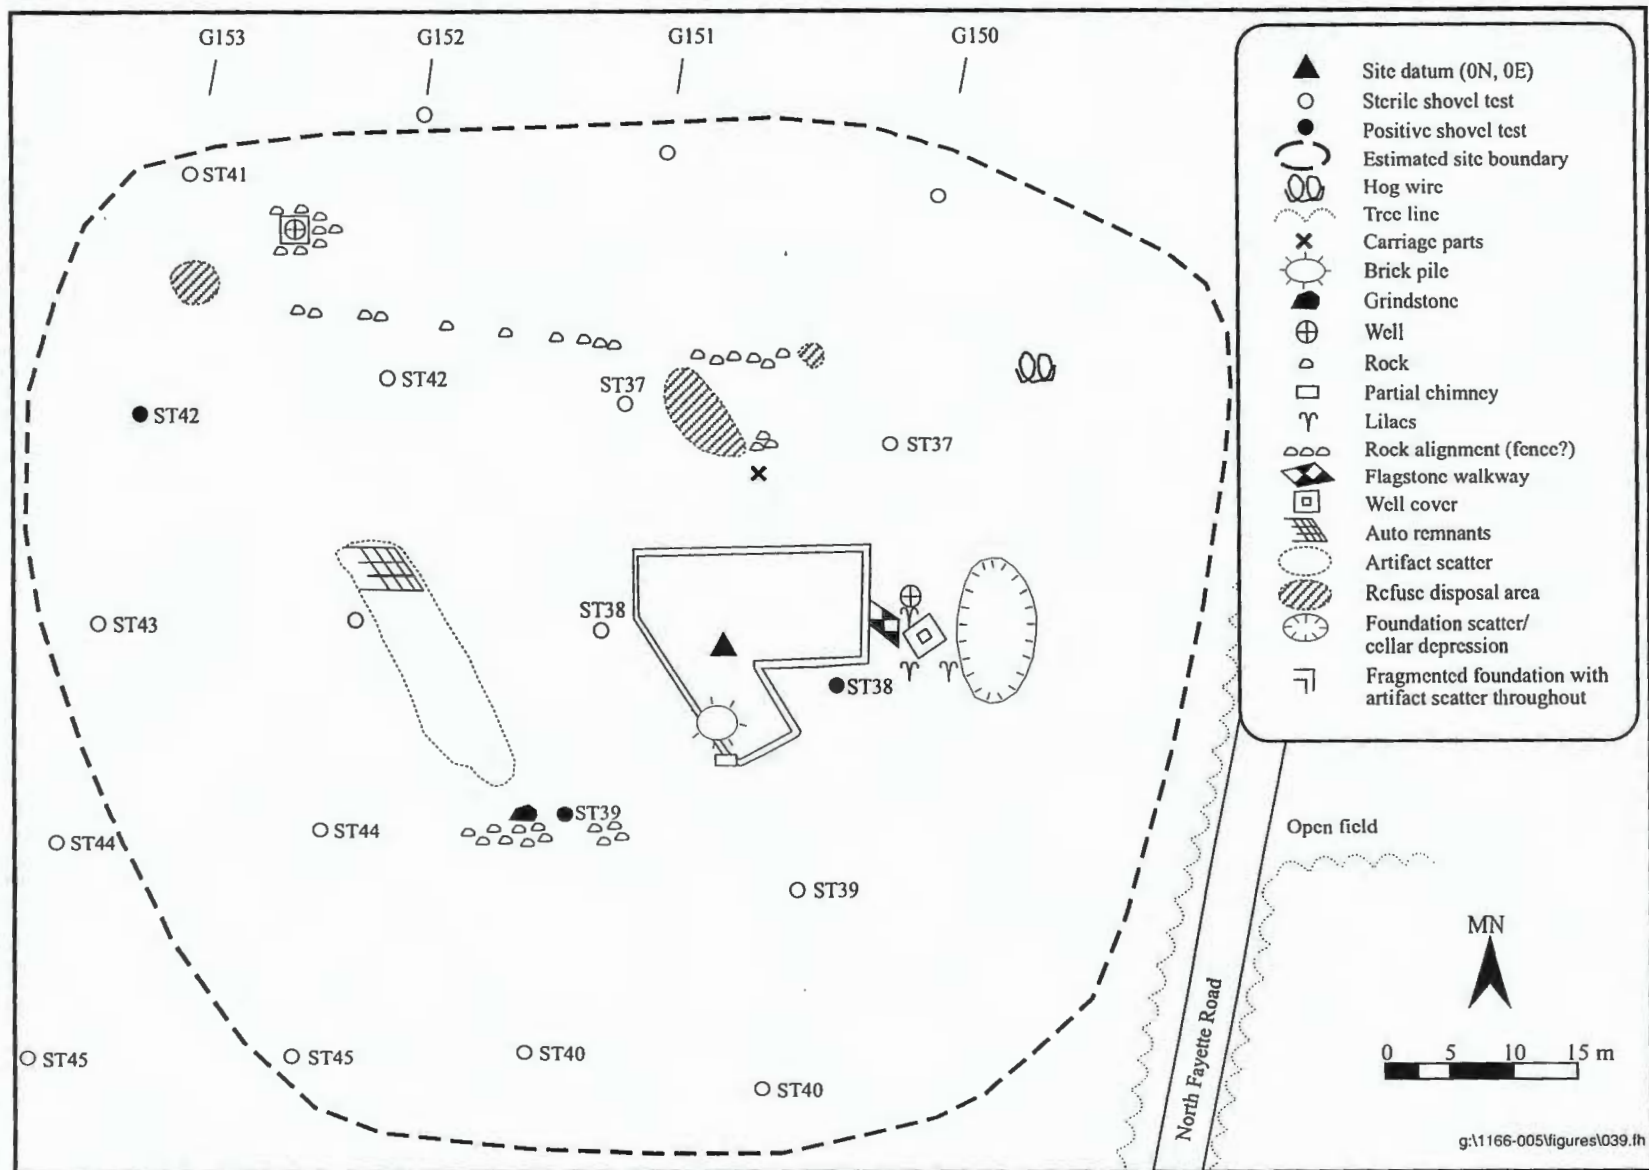 G153 G152 G151 G150
Site datum (0N, 0E)
Sterile shovel test
Positive shovel test
Estimated site boundary
Hog wire
Tree line
Carriage parts
Brick pile
Grindstone
Well
Rock
Partial chimney
Lilacs
Rock alignment (fence?)
Flagstone walkway
Well cover
Auto remnants
Artifact scatter
Refuse disposal area
Foundation scatter/
cellar depression
Fragmented foundation with
artifact scatter throughout
ST41
ST42
ST37
ST42
ST37
ST43
ST38
ST38
ST39
ST44
ST44
ST39
ST45
ST45
ST40
ST40
Open field
North Fayette Road
MN
0 5 10 15 m
g:\1166-005\figures\039.fh